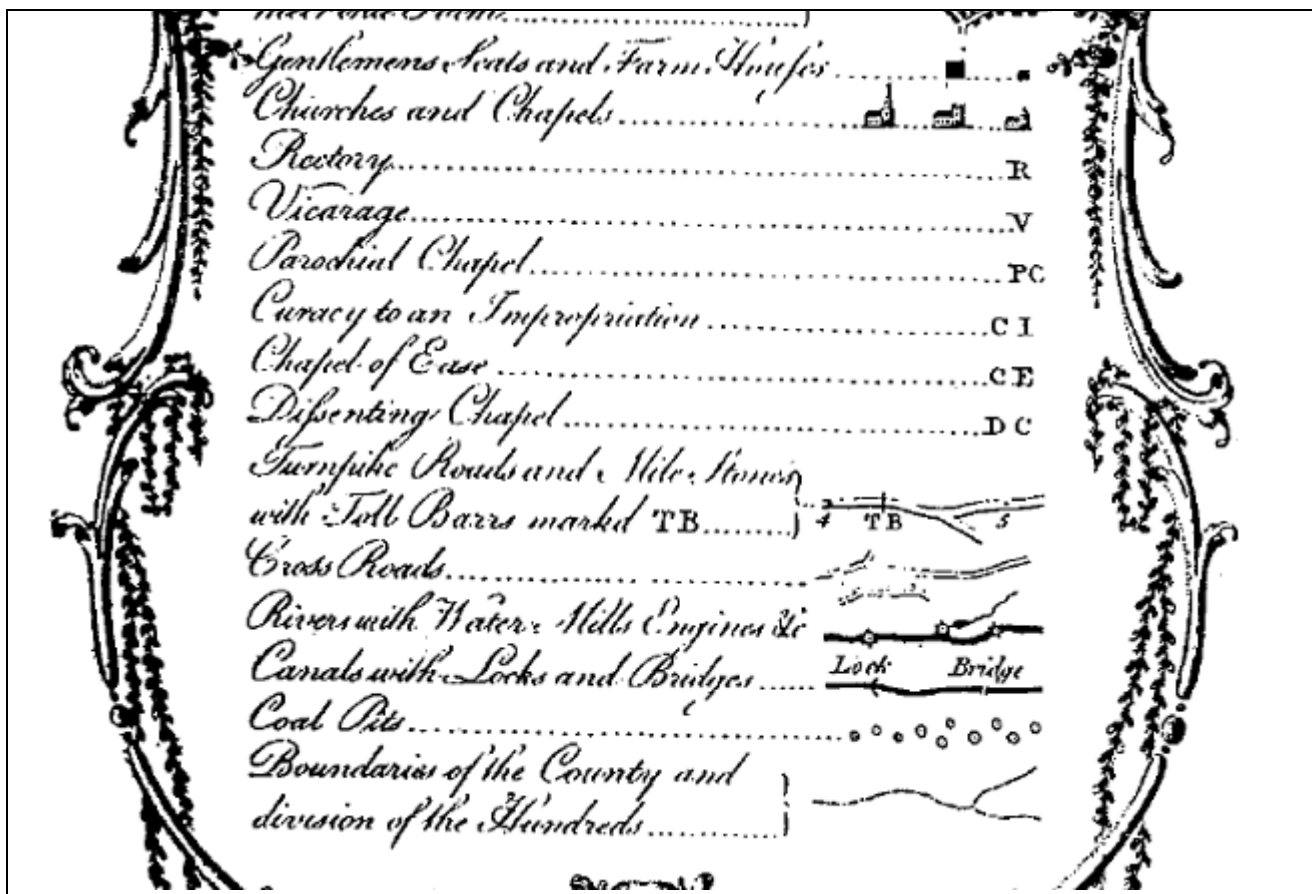 Gentlemens Seats and Farm Houſes
Churches and Chapels
Rectory R
Vicarage V
Parochial Chapel PC
Curacy to an Impropriation C I
Chapel of Ease C E
Diſsenting Chapel D C
Turnpike Roads and Mile Stones
with Toll Barrs markd TB 4 TB 5
Cross Roads
Rivers with Water Mills Engines &c
Canals with Locks and Bridges Lock Bridge
Coal Pits
Boundaries of the County and
division of the Hundreds